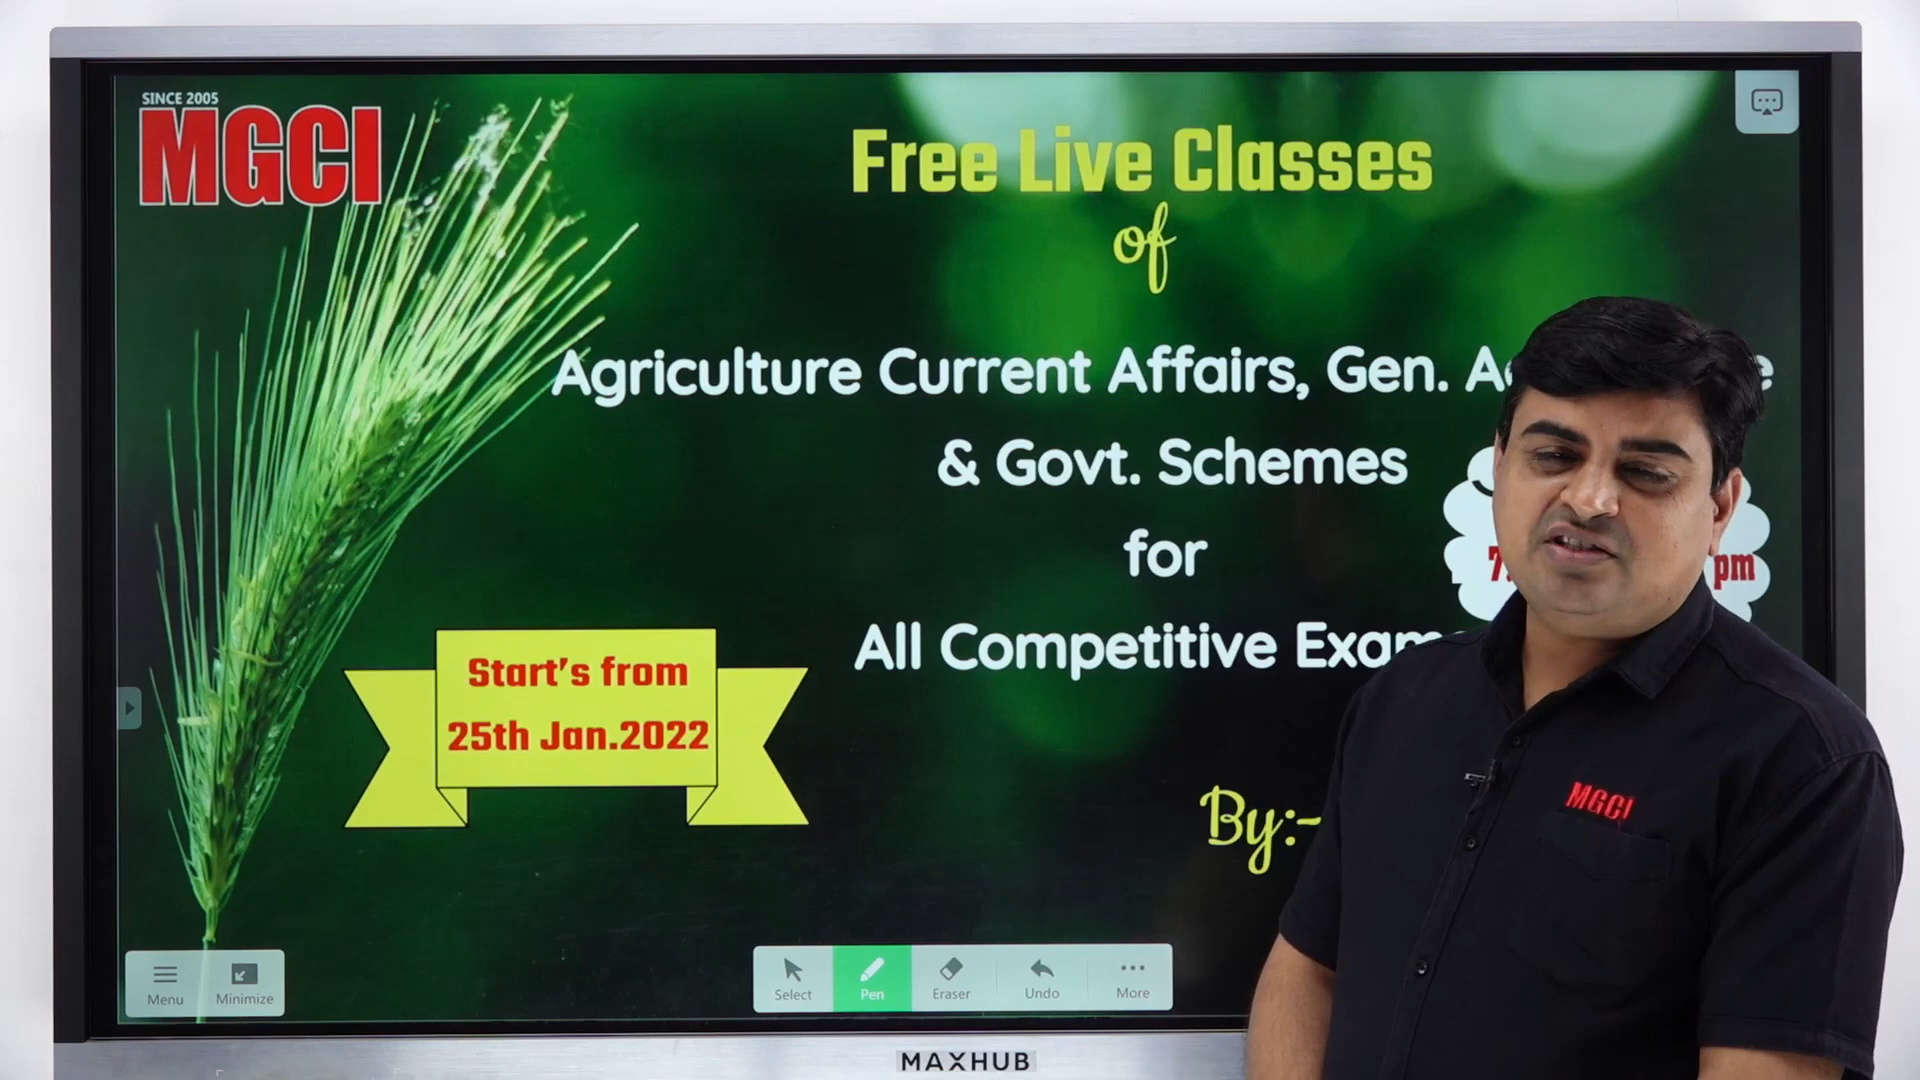 SINCE 2005
MGCI
Free Live Classes
of
Agriculture Current Affairs, Gen.
& Govt. Schemes
for
All Competitive
pm
Start's from
25th Jan.2022
By:-
MGCI
Menu
Minimize
Select
Pen
Eraser
Undo
More
MAXHUB